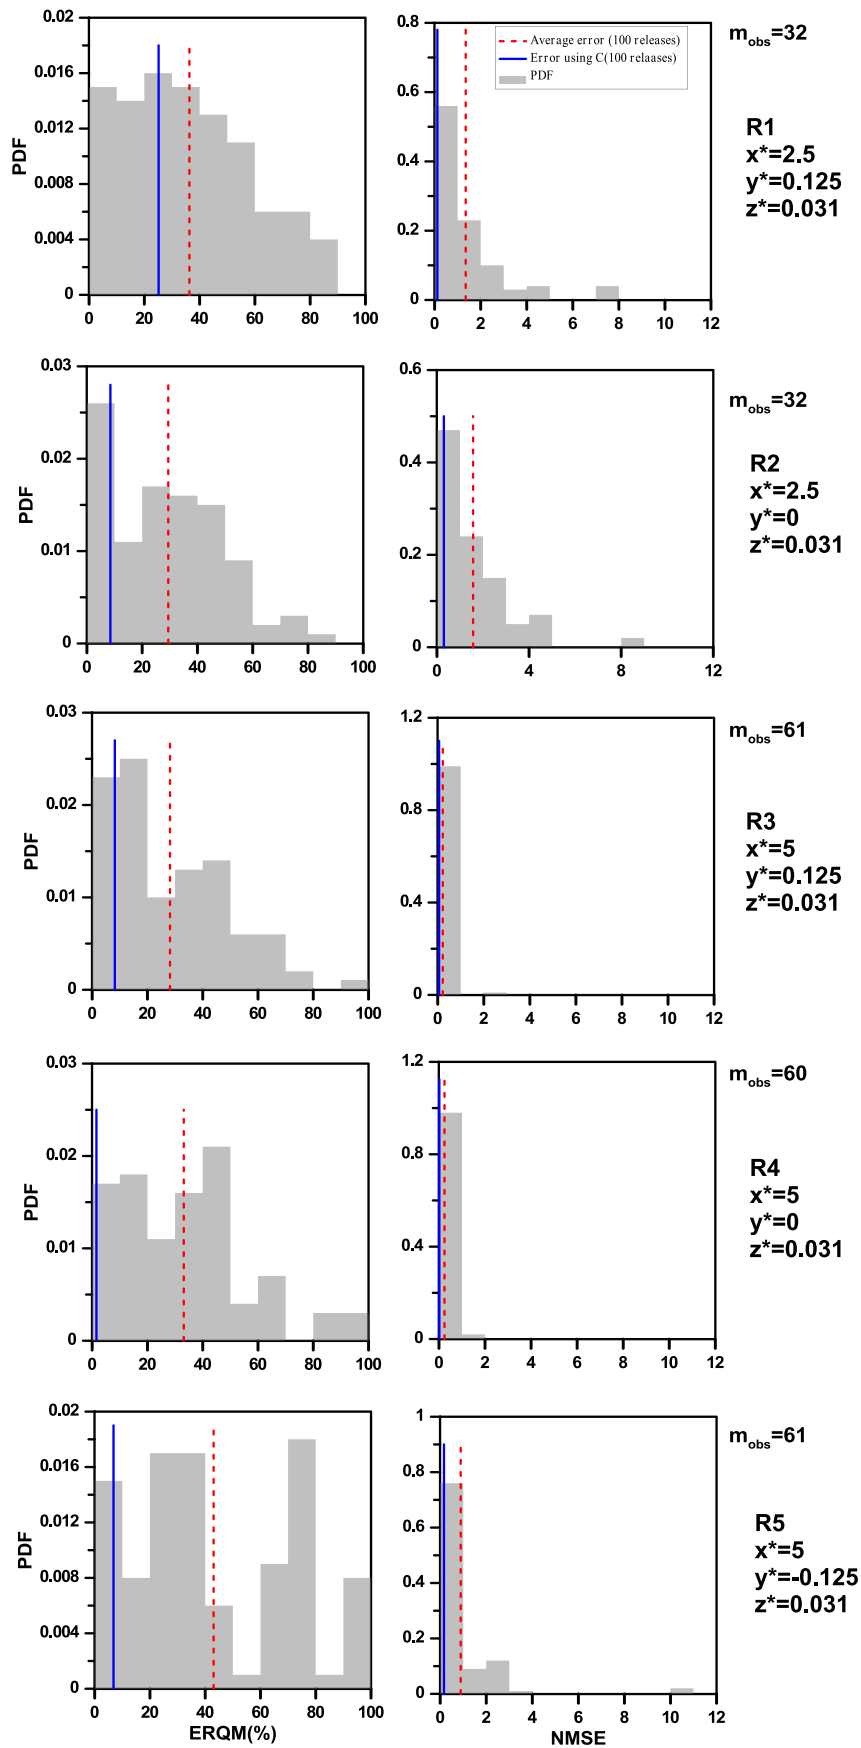 0.02
0.016
0.012
0.008
0.004
0
PDF
0 20 40 60 80 100
0.8
0.6
0.4
0.2
0
0 2 4 6 8 10 12
Average error (100 releases)
Error using C(100 relaases)
PDF
m_obs=32
R1
x*=2.5
y*=0.125
z*=0.031
0.03
0.02
0.01
0
PDF
0 20 40 60 80 100
0.6
0.4
0.2
0
0 2 4 6 8 12
m_obs=32
R2
x*=2.5
y*=0
z*=0.031
0.03
0.02
0.01
0
PDF
0 20 40 60 80 100
1.2
0.8
0.4
0
0 2 4 6 8 10 12
m_obs=61
R3
x*=5
y*=0.125
z*=0.031
0.03
0.02
0.01
0
PDF
0 20 40 60 80 100
1.2
0.8
0.4
0
0 2 4 6 8 10 12
m_obs=60
R4
x*=5
y*=0
z*=0.031
0.02
0.016
0.012
0.008
0.004
0
PDF
0 20 40 60 80 100
ERQM(%)
1
0.8
0.6
0.4
0.2
0
0 2 4 6 8 10 12
NMSE
m_obs=61
R5
x*=5
y*=-0.125
z*=0.031